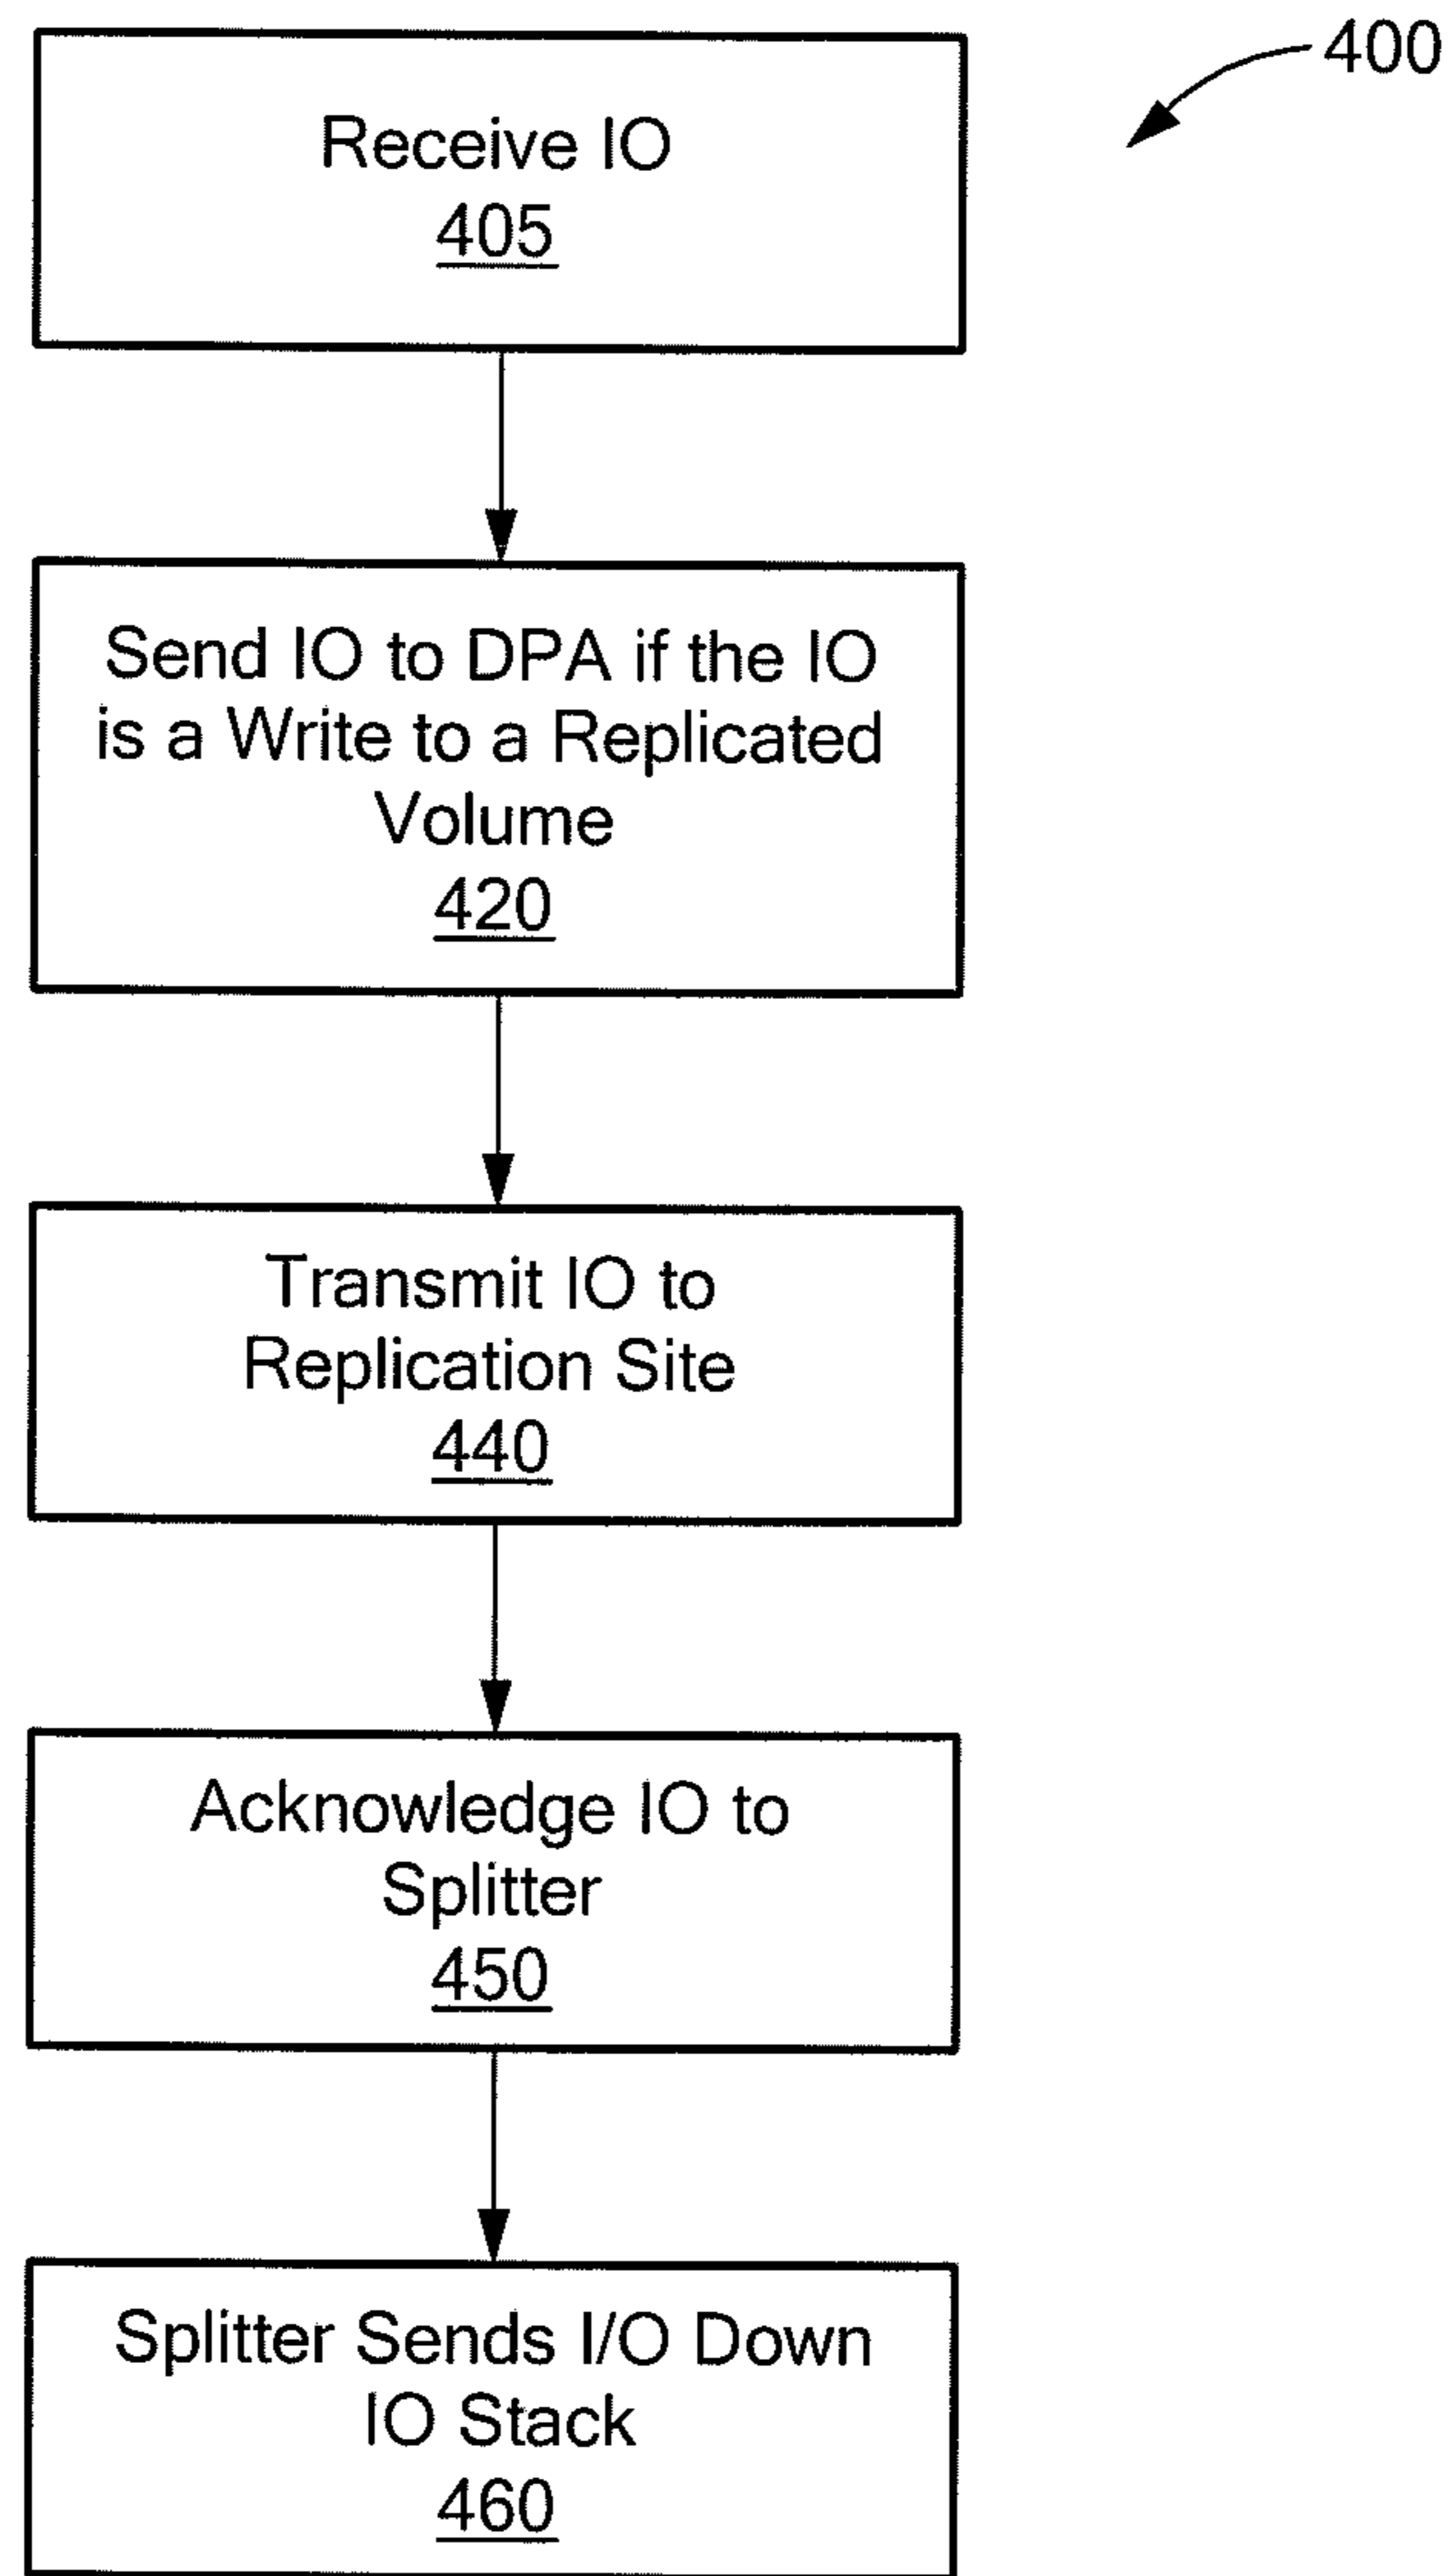 400
Receive IO
405
Send IO to DPA if the IO
is a Write to a Replicated
Volume
420
Transmit IO to
Replication Site
440
Acknowledge IO to
Splitter
450
Splitter Sends I/O Down
IO Stack
460